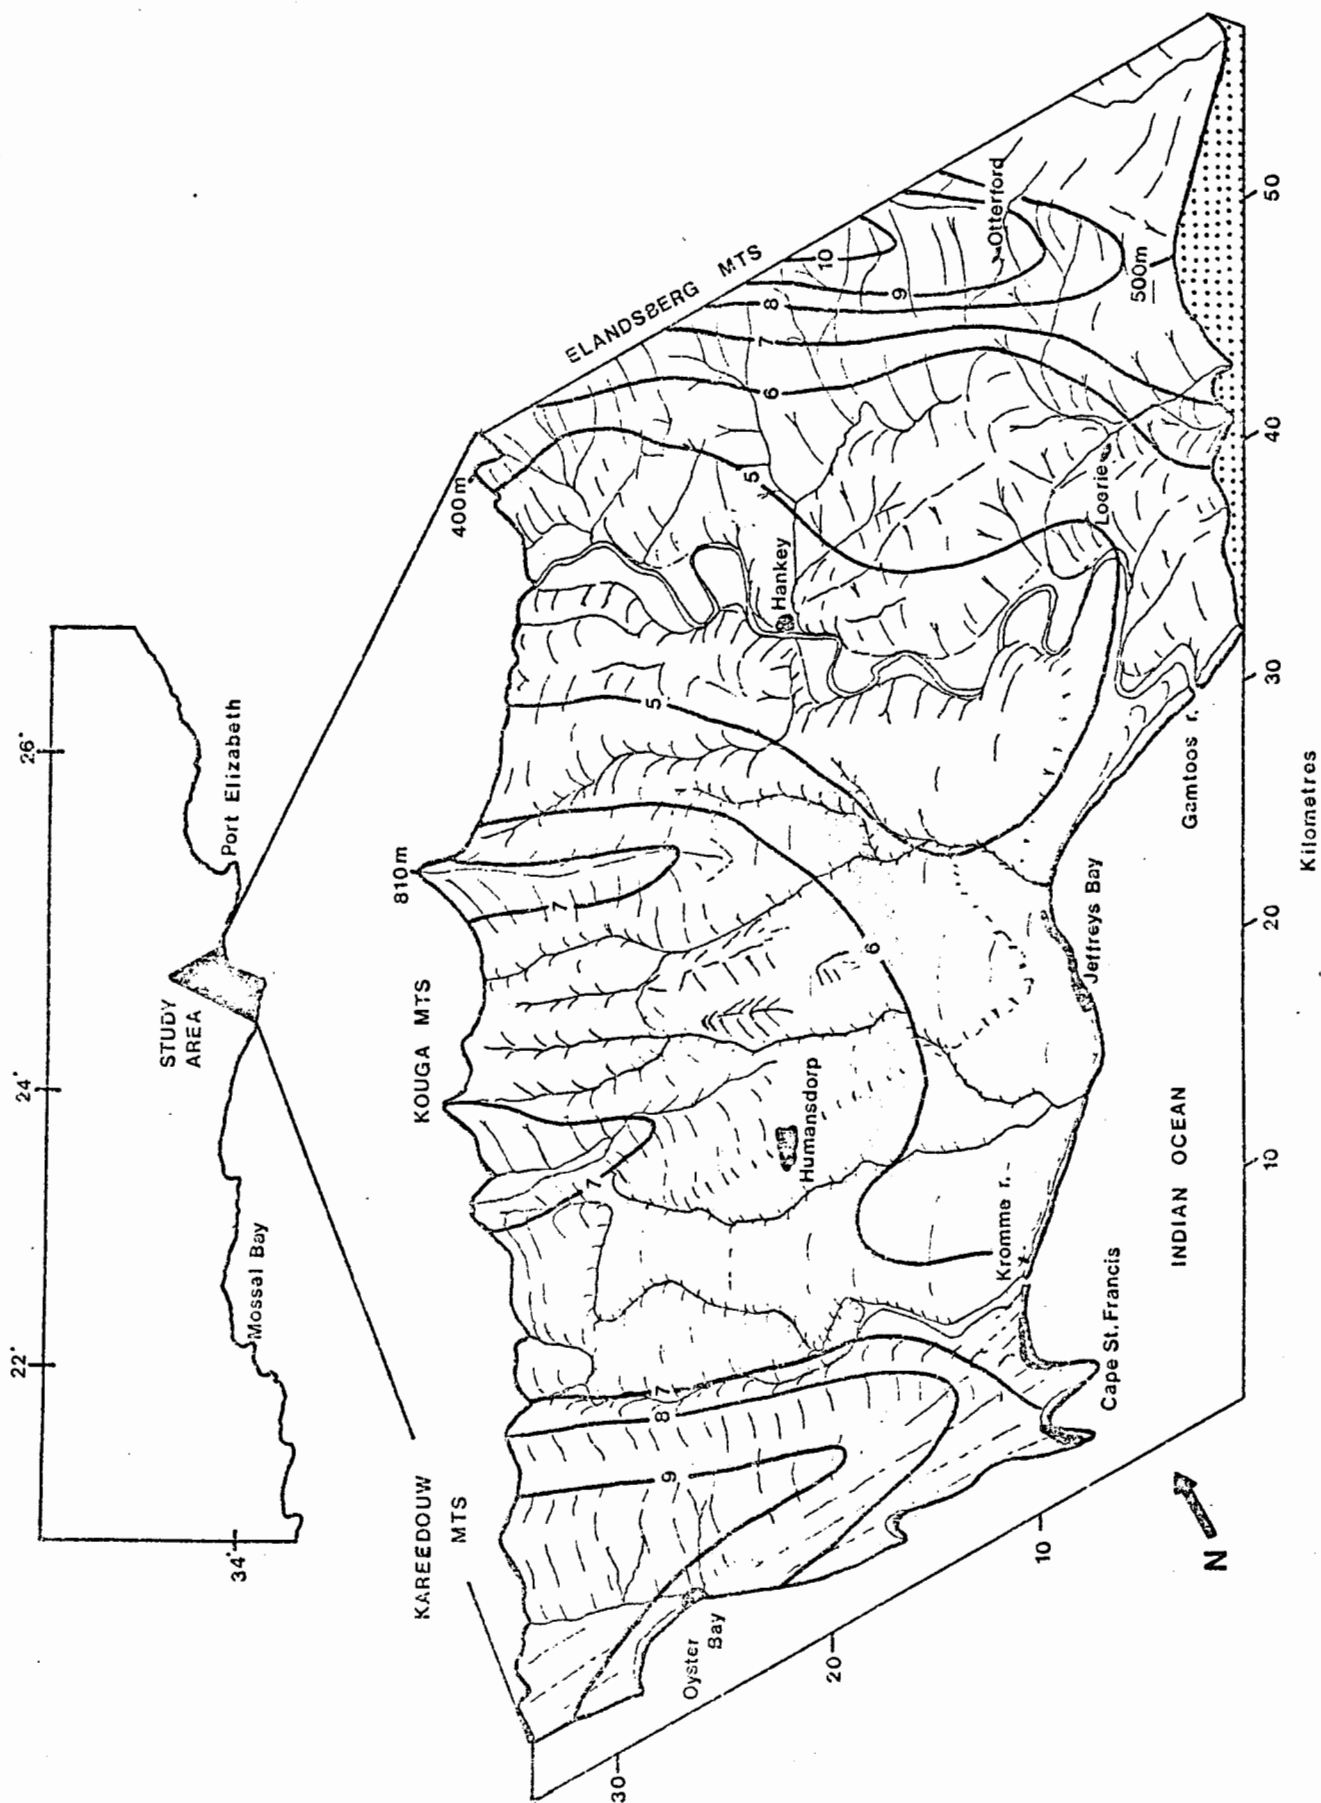 22°
24°
26°
34°
Mossal Bay
Port Elizabeth
STUDY
AREA
KAREEDOUW
MTS
KOUGA MTS
810m
400m
ELANDSBERG MTS
7
8
9
7
7
6
5
5
6
7
8
9
10
Oyster
Bay
Humansdorp
Hankey
Loerie
Otterford
500m
Kromme r.
Cape St. Francis
Jeffreys Bay
Gamtoos r.
INDIAN OCEAN
N
30
20
10
10
20
30
40
50
Kilometres